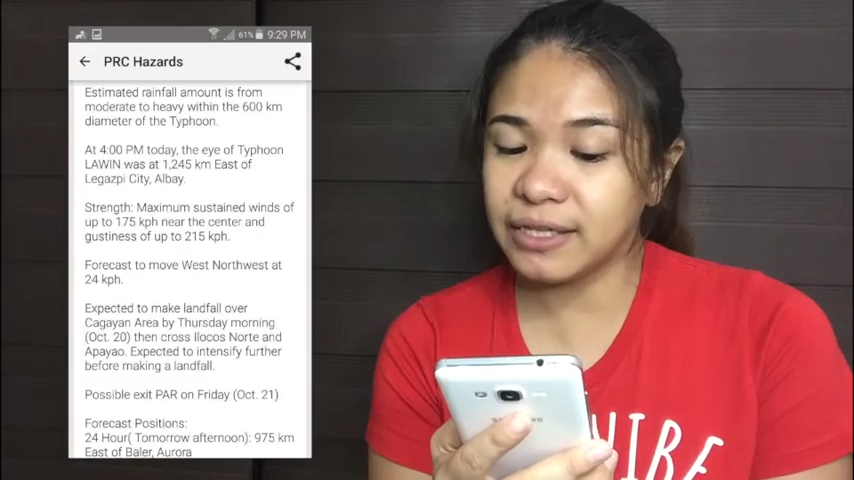 61% 9:29 PM
PRC Hazards
Estimated rainfall amount is from
moderate to heavy within the 600 km
diameter of the Typhoon.
At 4:00 PM today, the eye of Typhoon
LAWIN was at 1,245 km East of
Legazpi City, Albay.
Strength: Maximum sustained winds of
up to 175 kph near the center and
gustiness of up to 215 kph.
Forecast to move West Northwest at
24 kph.
Expected to make landfall over
Cagayan Area by Thursday morning
(Oct. 20) then cross Ilocos Norte and
Apayao. Expected to intensify further
before making a landfall.
Possible exit PAR on Friday (Oct. 21)
Forecast Positions:
24 Hour( Tomorrow afternoon): 975 km
East of Baler, Aurora